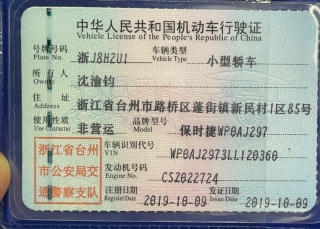 中华人民共和国机动车行驶证
Vehicle License of the People's Republic of China
号牌号码 Plate No. 浙J8H2U1 车辆类型 Vehicle Type 小型轿车
所有人 Owner 沈渝钧
住址 Address 浙江省台州市路桥区蓬街镇新民村1区85号
使用性质 Use Character 非营运 品牌型号 Model 保时捷WP0AJ297
浙江省台州
市公安局交
通警察支队
车辆识别代号 VIN WP0AJ2973LL120360
发动机号码 Engine No. CSZ022724
注册日期 Register Date 2019-10-09 发证日期 Issue Date 2019-10-09